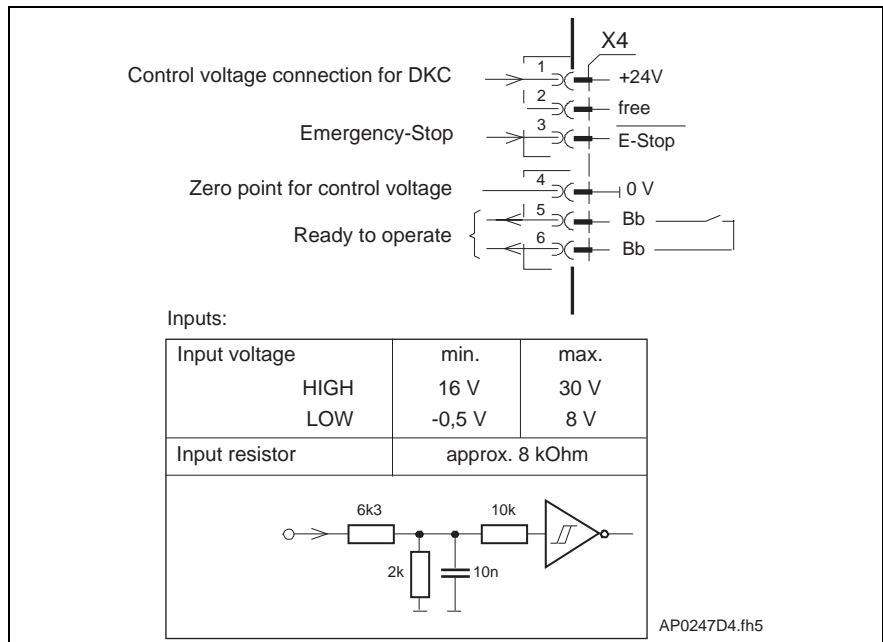 X4
Control voltage connection for DKC 1 +24V
2 free
Emergency-Stop 3 E-Stop
Zero point for control voltage 4 0 V
5 Bb
Ready to operate
6 Bb
Inputs:
Input voltage min. max.
HIGH 16 V 30 V
LOW -0,5 V 8 V
Input resistor approx. 8 kOhm
6k3 10k
2k 10n
AP0247D4.fh5